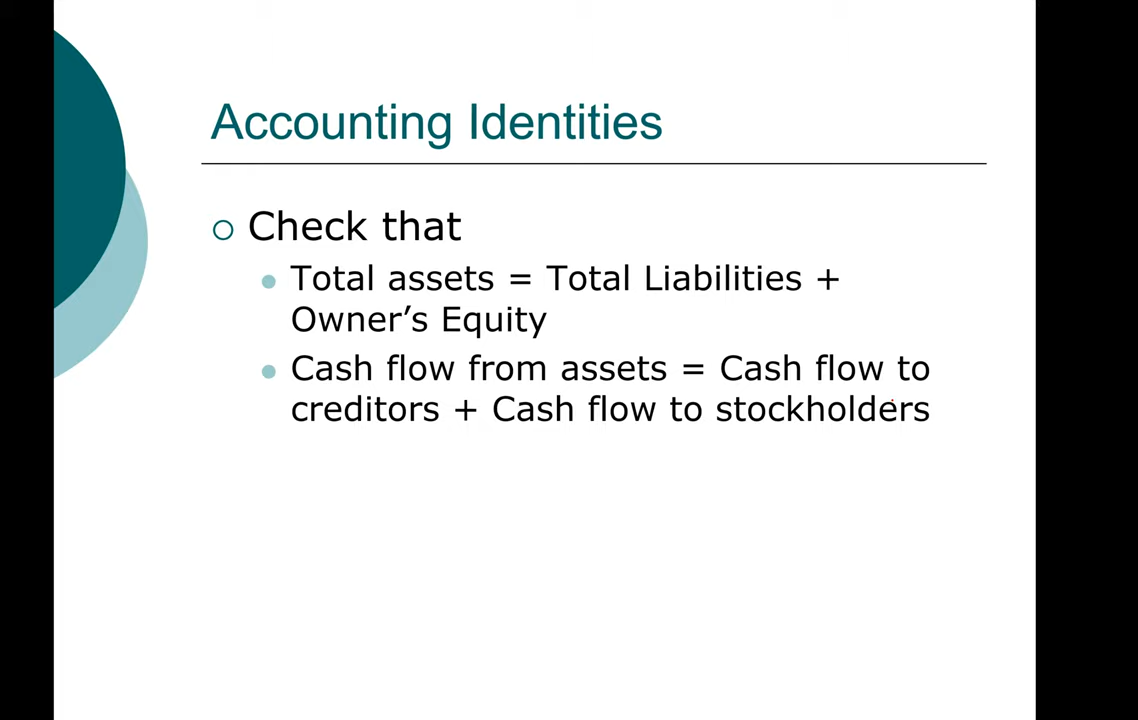 Accounting Identities
Check that
Total assets = Total Liabilities +
Owner’s Equity
Cash flow from assets = Cash flow to
creditors + Cash flow to stockholders